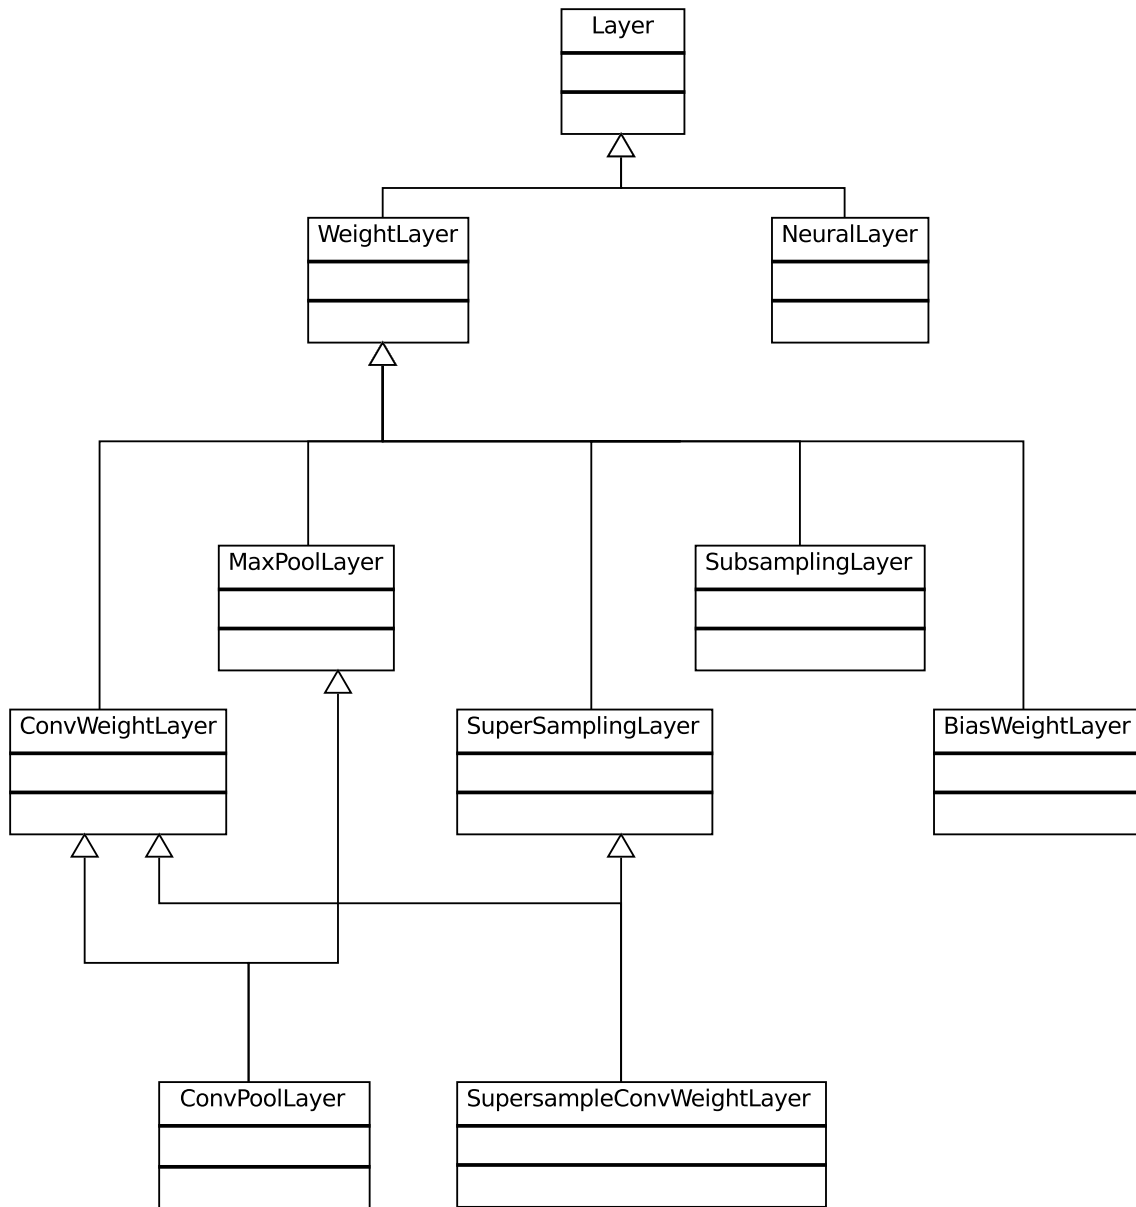 Layer
WeightLayer
NeuralLayer
MaxPoolLayer
SubsamplingLayer
ConvWeightLayer
SuperSamplingLayer
BiasWeightLayer
ConvPoolLayer
SupersampleConvWeightLayer